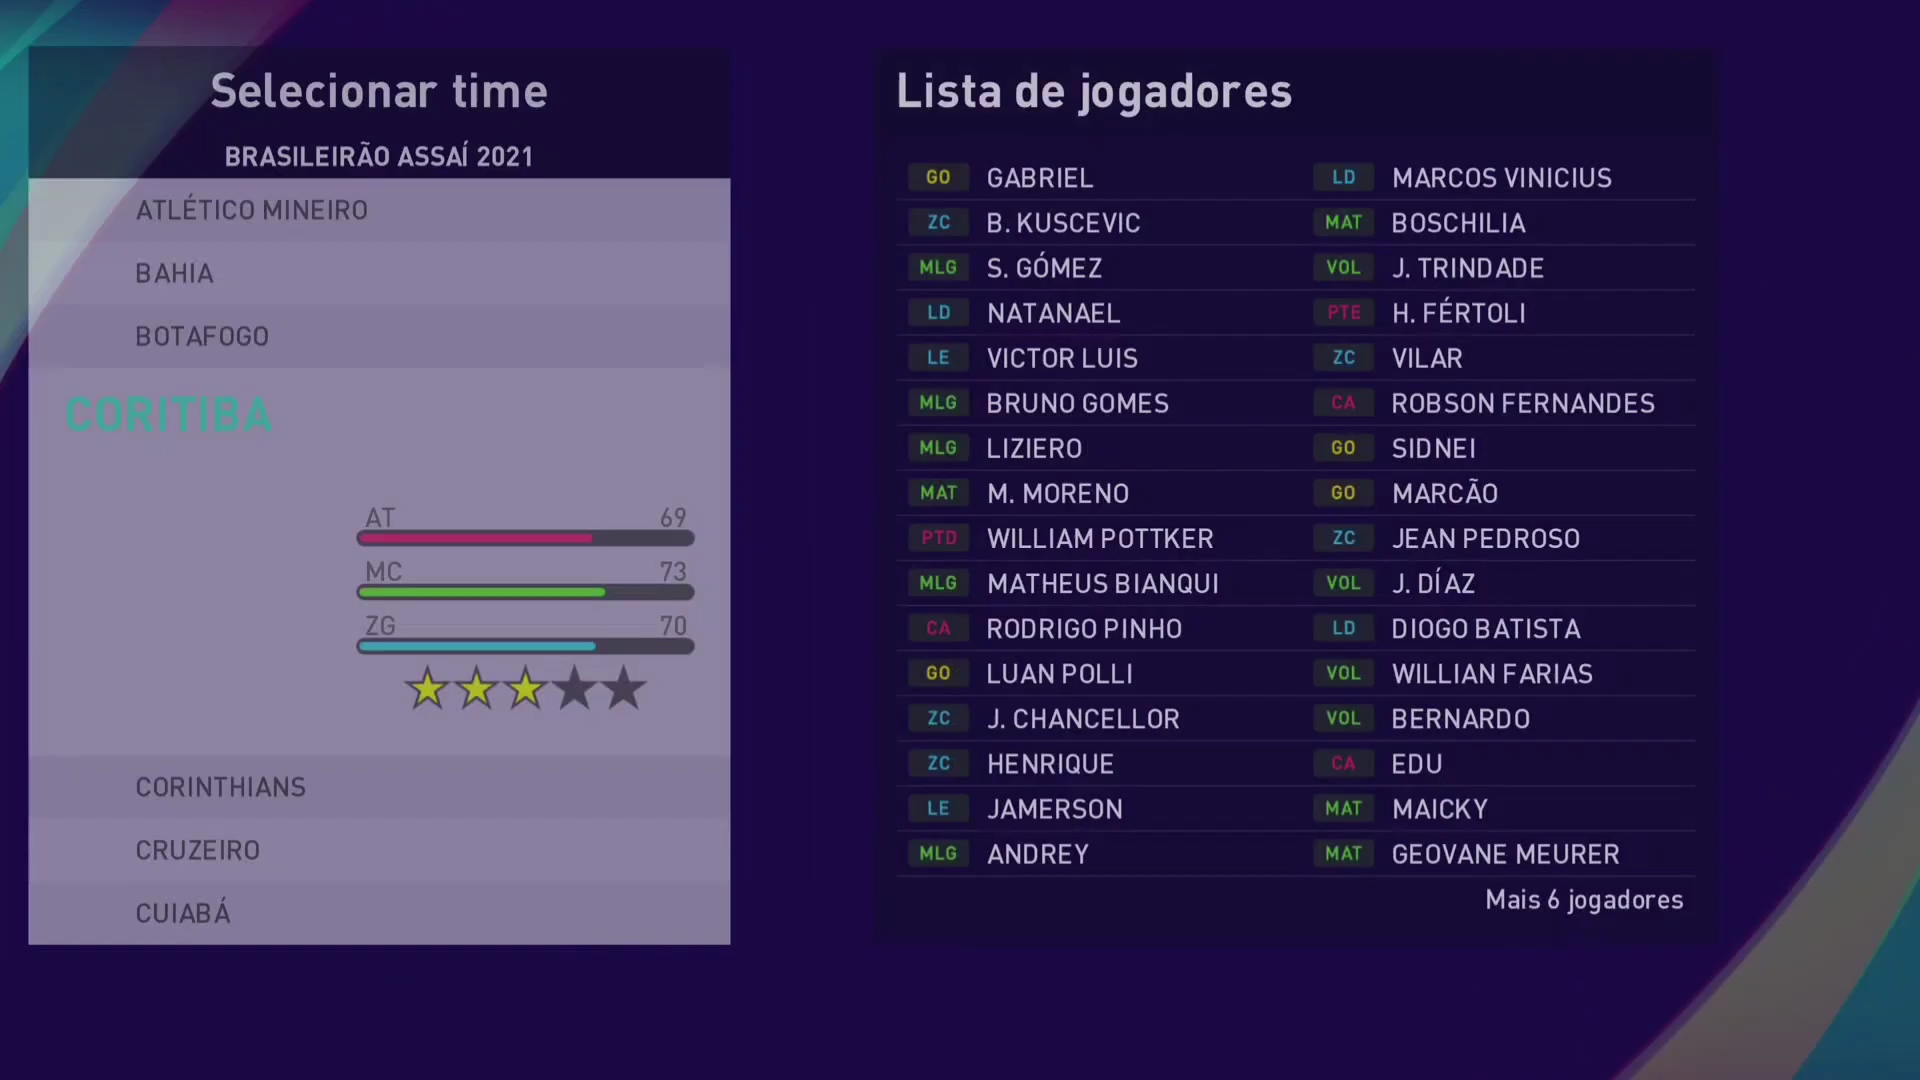 Selecionar time
BRASILEIRÃO ASSAÍ 2021
ATLÉTICO MINEIRO
BAHIA
BOTAFOGO
CORITIBA
AT 69
MC 73
ZG 70
CORINTHIANS
CRUZEIRO
CUIABÁ
Lista de jogadores
GO GABRIEL LD MARCOS VINICIUS
ZC B. KUSCEVIC MAT BOSCHILIA
MLG S. GÓMEZ VOL J. TRINDADE
LD NATANAEL PTE H. FÉRTOLI
LE VICTOR LUIS ZC VILAR
MLG BRUNO GOMES CA ROBSON FERNANDES
MLG LIZIERO GO SIDNEI
MAT M. MORENO GO MARCÃO
PTD WILLIAM POTTKER ZC JEAN PEDROSO
MLG MATHEUS BIANQUI VOL J. DÍAZ
CA RODRIGO PINHO LD DIOGO BATISTA
GO LUAN POLLI VOL WILLIAN FARIAS
ZC J. CHANCELLOR VOL BERNARDO
ZC HENRIQUE CA EDU
LE JAMERSON MAT MAICKY
MLG ANDREY MAT GEOVANE MEURER
Mais 6 jogadores